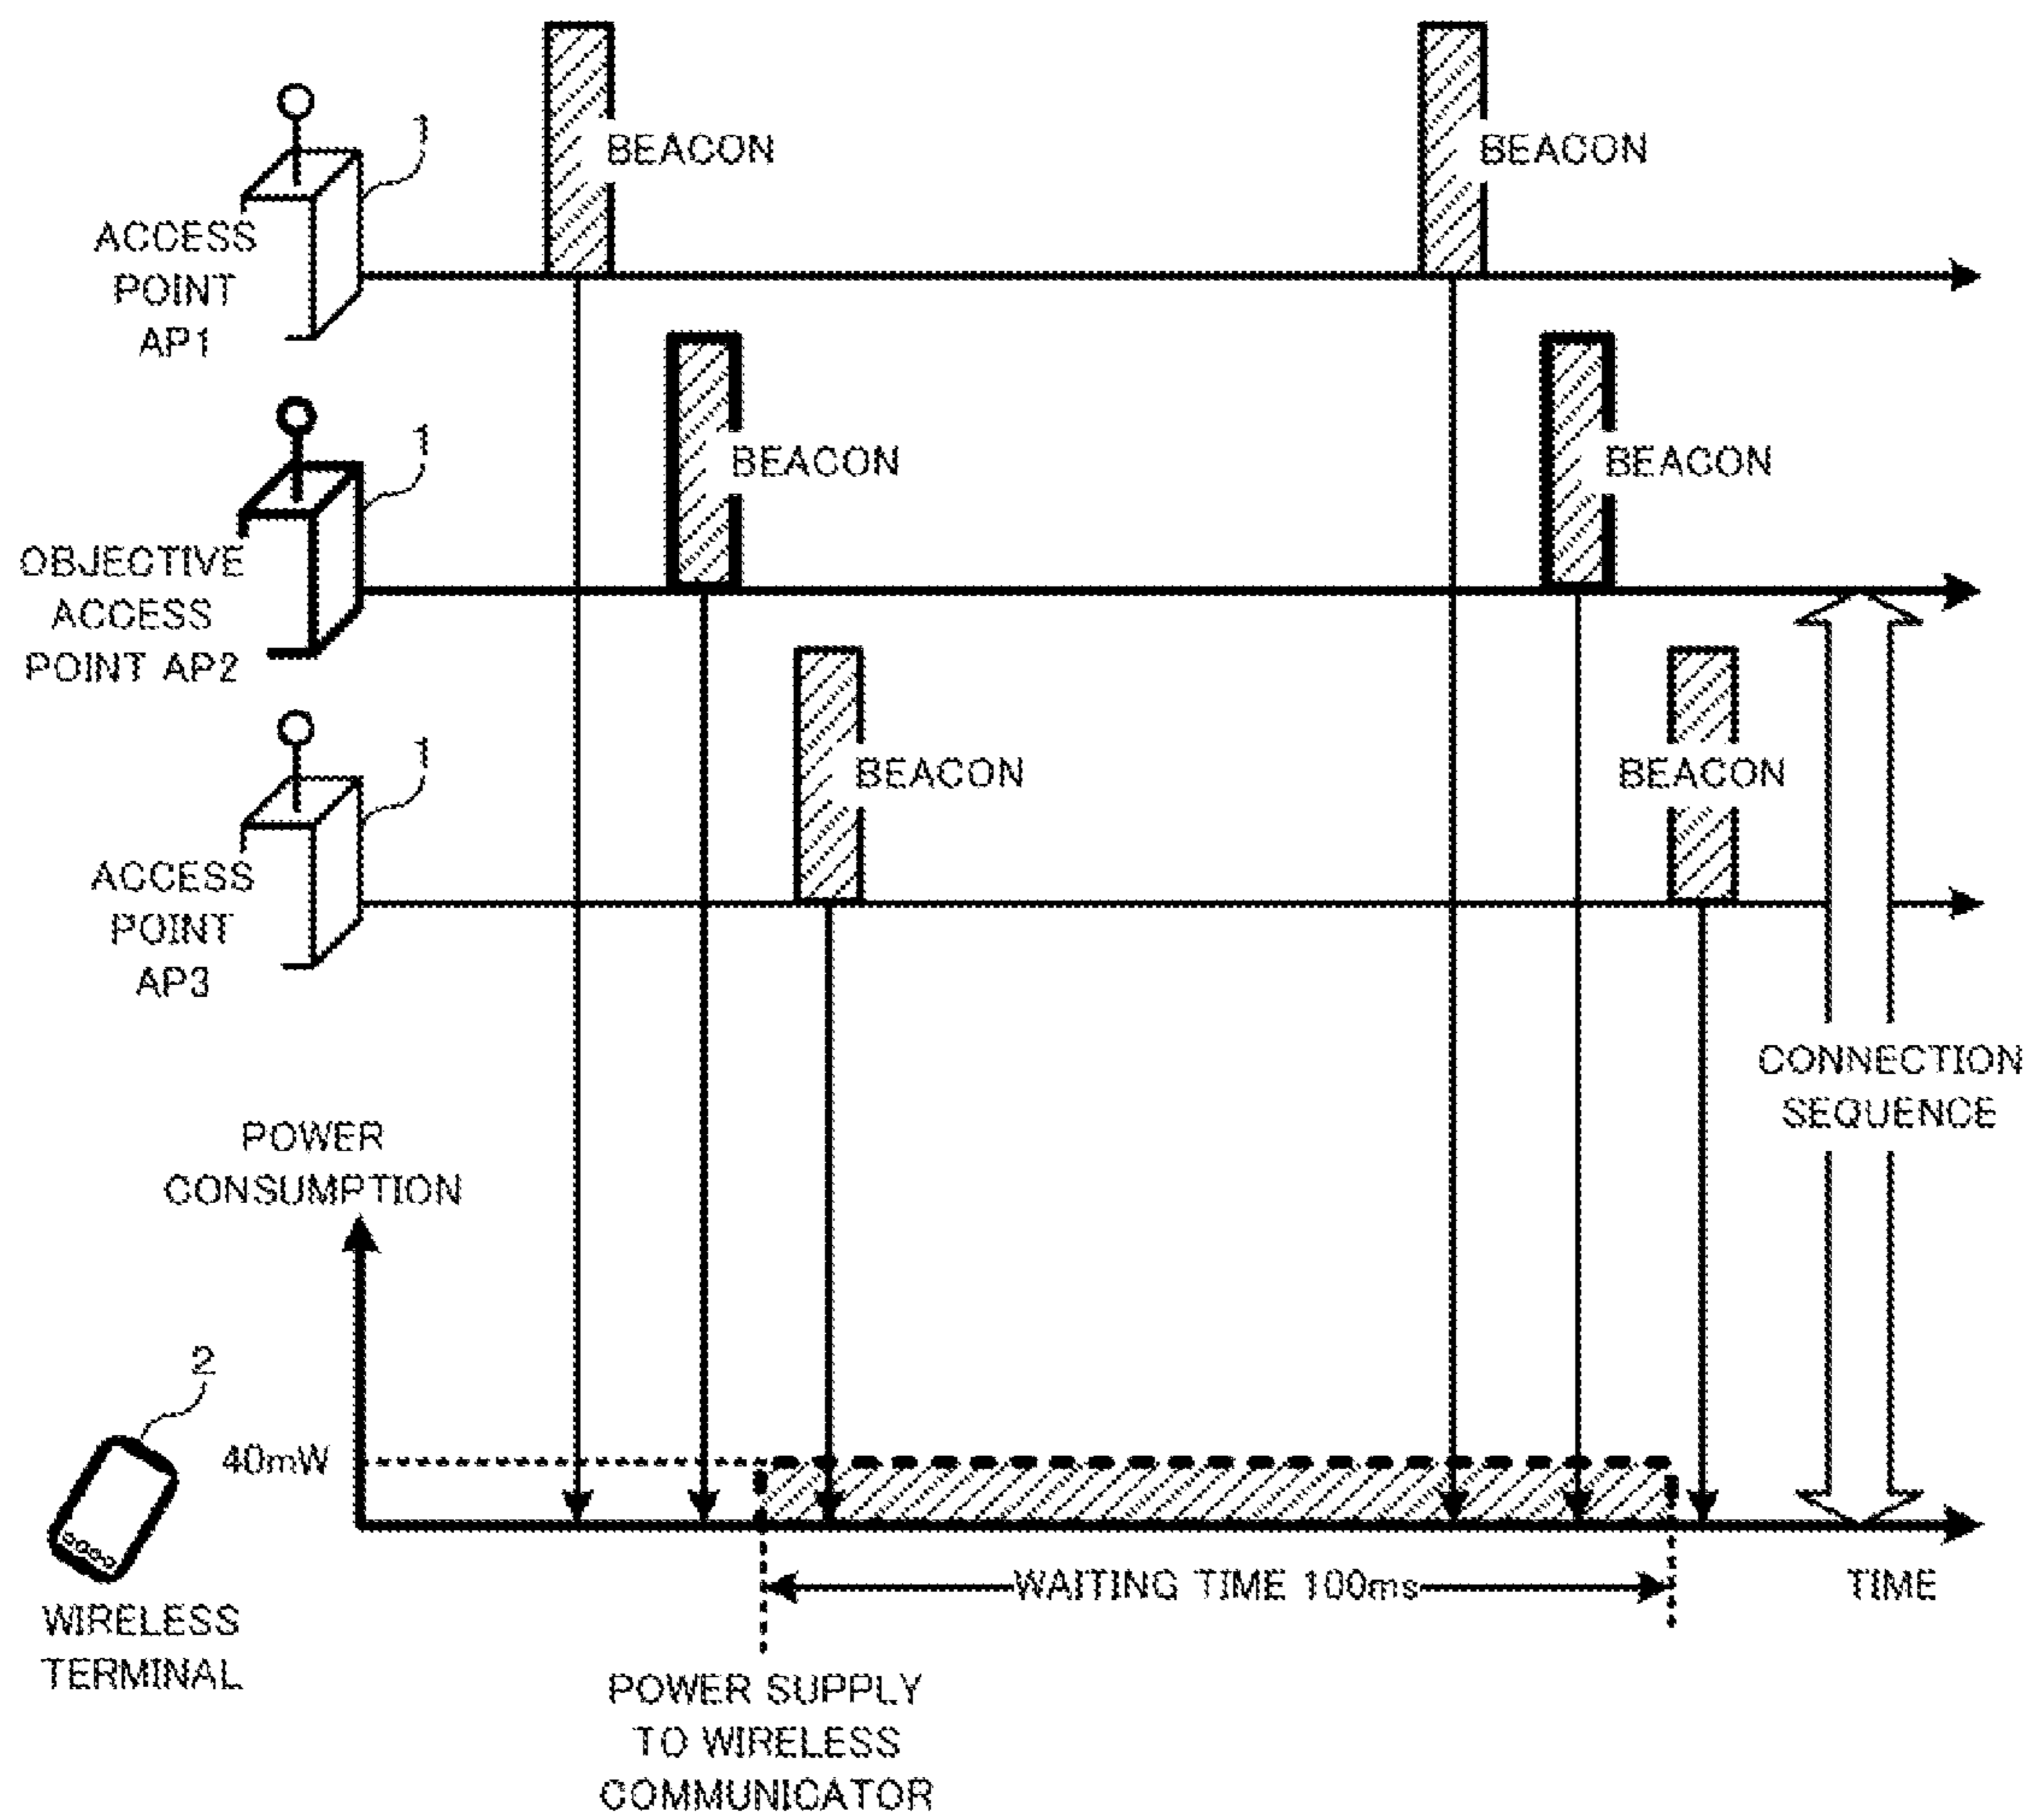 BEACON
BEACON
1
ACCESS
POINT
AP1
BEACON
BEACON
1
OBJECTIVE
ACCESS
POINT AP2
BEACON
BEACON
1
ACCESS
POINT
AP3
CONNECTION
SEQUENCE
POWER
CONSUMPTION
2
40mW
WAITING TIME 100ms
TIME
WIRELESS
TERMINAL
POWER SUPPLY
TO WIRELESS
COMMUNICATOR